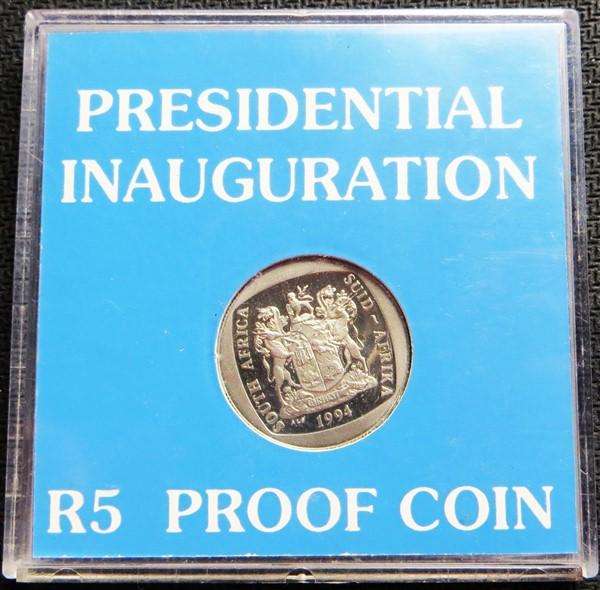 PRESIDENTIAL
INAUGURATION
SOUTH AFRICA
SUID~AFRIKA
1994
R5 PROOF COIN